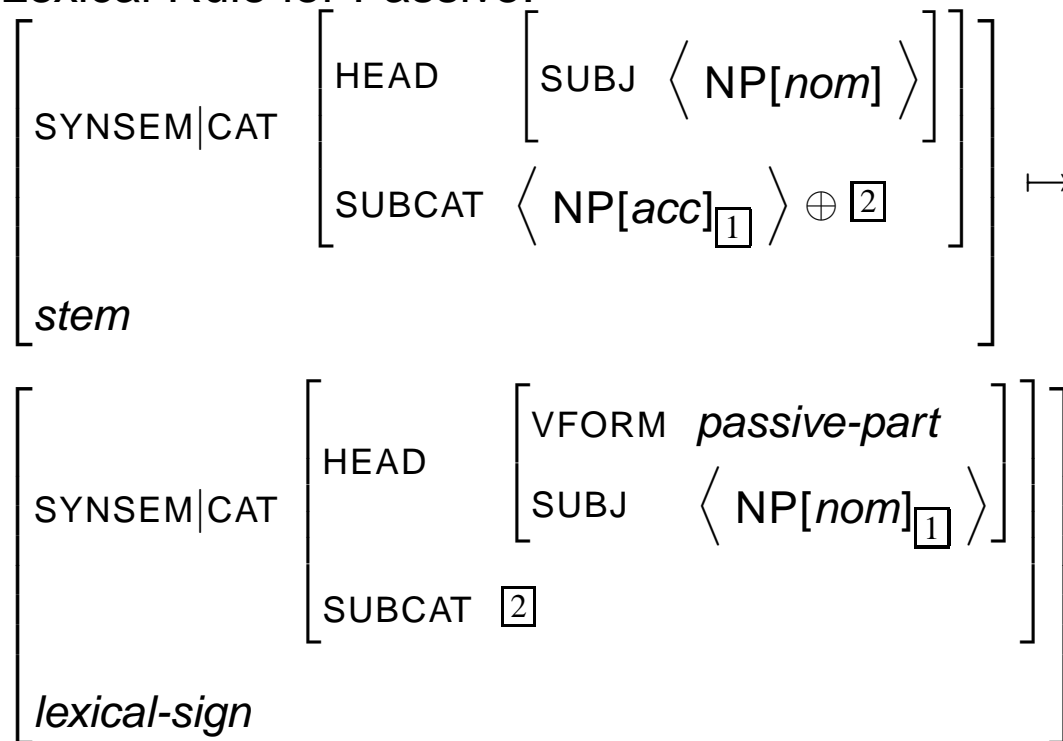 Lexical Rule for Passive:
HEAD [SUBJ ⟨ NP[nom] ⟩]
SYNSEM|CAT
SUBCAT ⟨ NP[acc]1 ⟩ ⊕ 2
↦
stem
VFORM passive-part
HEAD
SUBJ ⟨ NP[nom]1 ⟩
SYNSEM|CAT
SUBCAT 2
lexical-sign